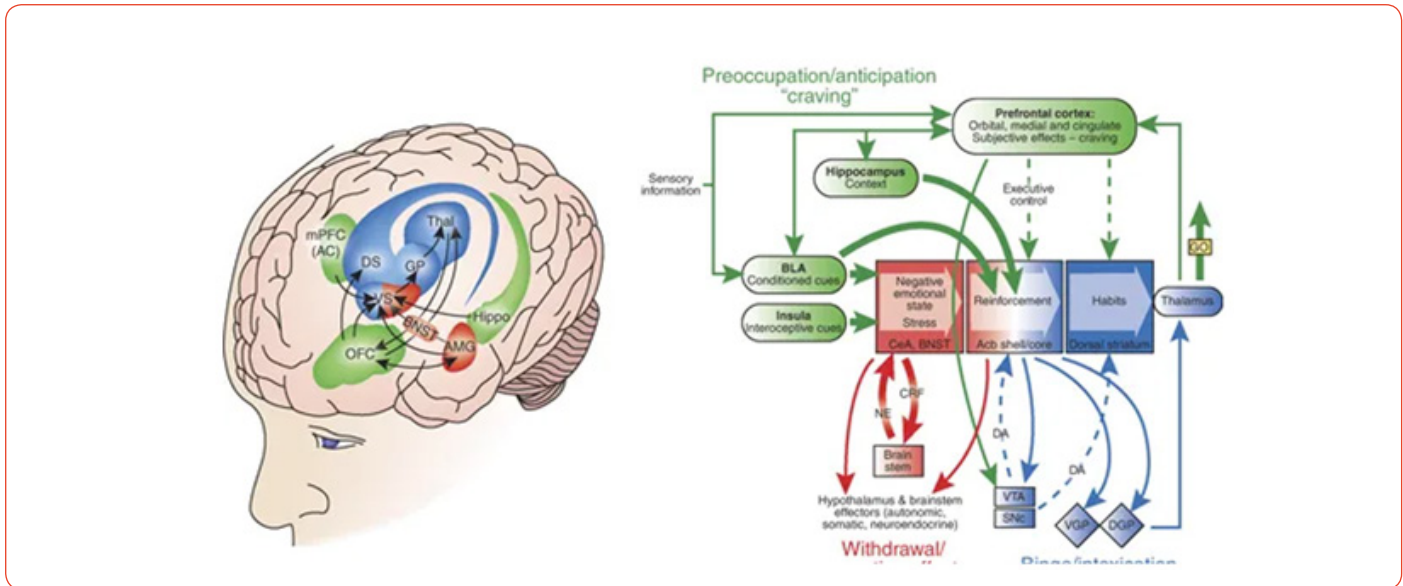 mPFC
(AC)
DS
Thal
GP
VS
BNST
Hippo
OFC
AMG
Preoccupation/anticipation
"craving"
Prefrontal cortex:
Orbital, medial and cingulate
Subjective effects – craving
Sensory
information
Hippocampus
Context
Executive
control
GO
BLA
Conditioned cues
Insula
Interoceptive cues
Negative
emotional
state
Stress
CeA, BNST
Reinforcement
Acb shell/core
Habits
Dorsal striatum
Thalamus
NE
CRF
Brain
stem
DA
DA
VTA
SNc
VGP
DGP
Hypothalamus & brainstem
effectors (autonomic,
somatic, neuroendocrine)
Withdrawal/
Binge/intoxication